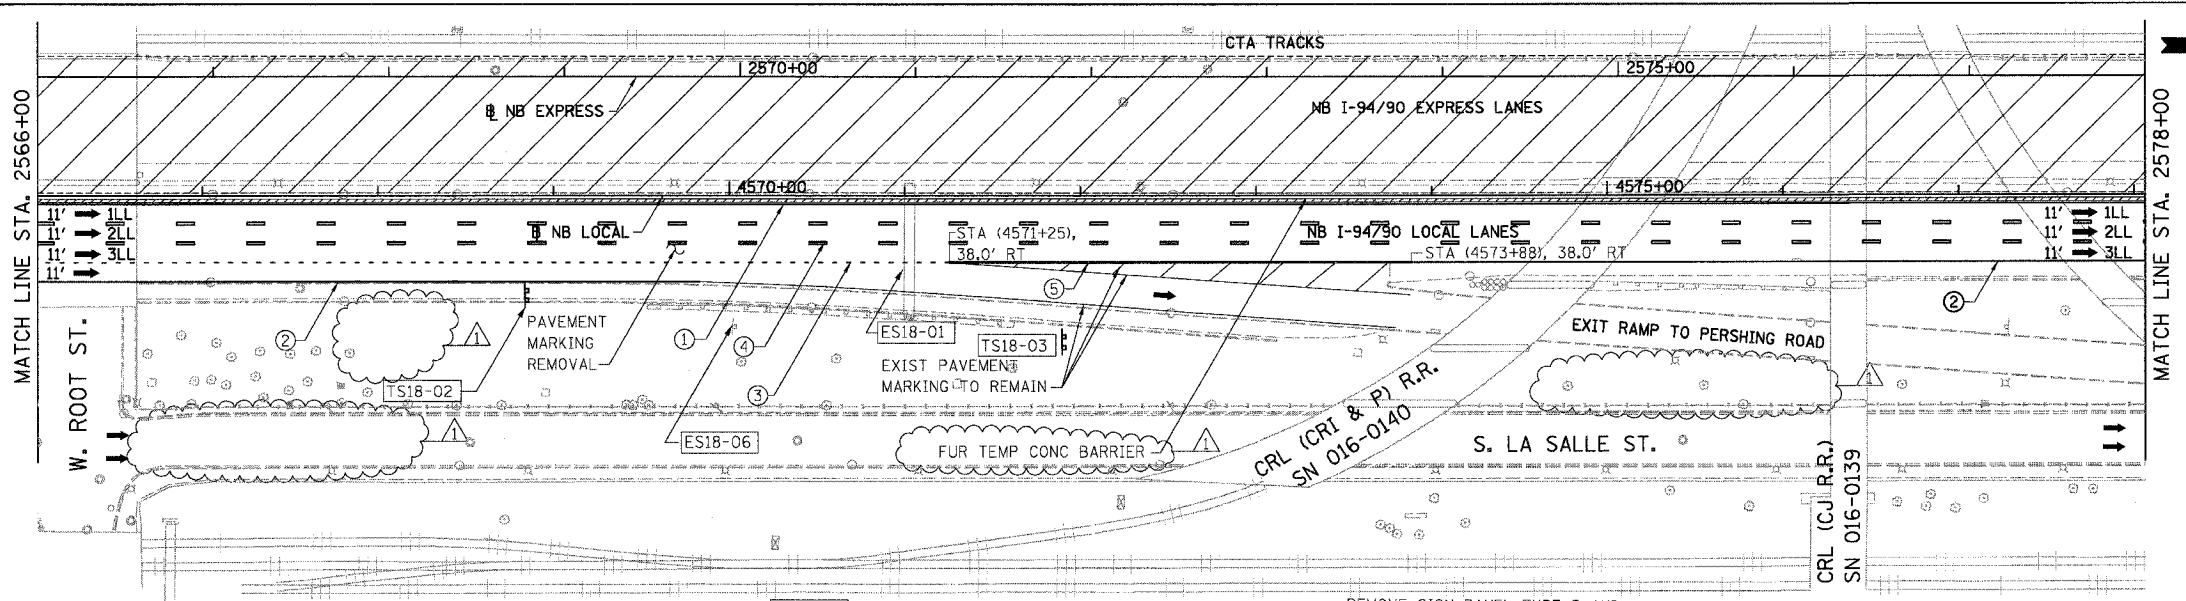 CTA TRACKS
2570+00
2575+00
℄ NB EXPRESS
NB I-94/90 EXPRESS LANES
MATCH LINE STA. 2566+00
MATCH LINE STA. 2578+00
4570+00
4575+00
11' 1LL
11' 2LL
11' 3LL
11'
NB LOCAL
STA (4571+25),
38.0' RT
NB I-94/90 LOCAL LANES
STA (4573+88), 38.0' RT
11' 1LL
11' 2LL
11' 3LL
5
2
2
1
PAVEMENT
MARKING
REMOVAL
1
4
3
ES18-01
TS18-03
EXIST PAVEMENT
MARKING TO REMAIN
EXIT RAMP TO PERSHING ROAD
1
TS18-02
W. ROOT ST.
1
ES18-06
FUR TEMP CONC BARRIER
1
CRL (CRI & P) R.R.
SN 016-0140
S. LA SALLE ST.
CRL (CJ R.R.)
SN 016-0139